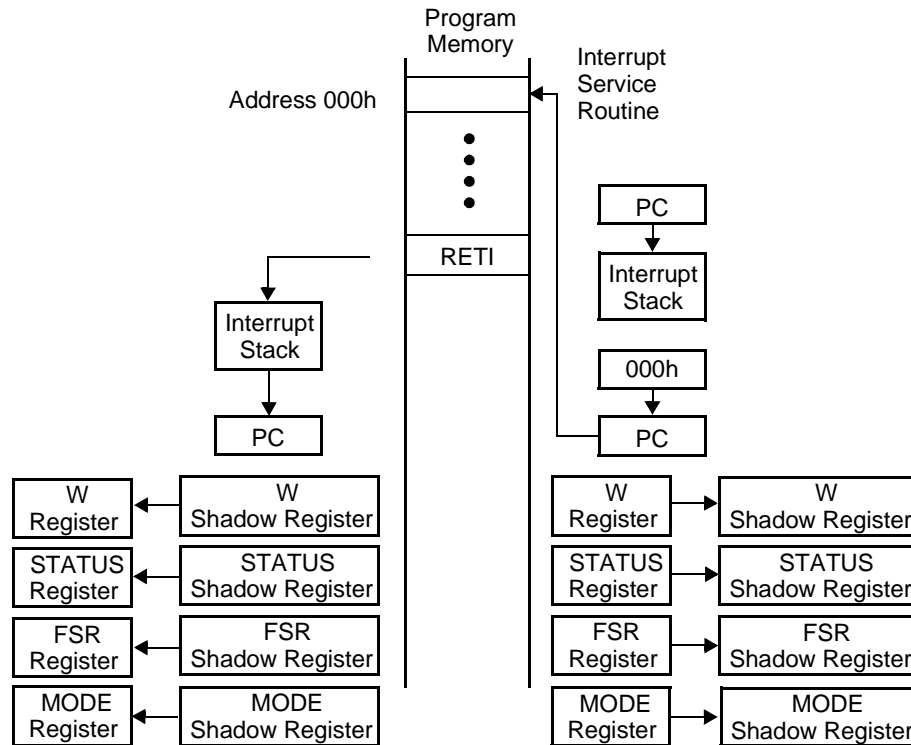 Program
Memory
Interrupt
Service
Routine
Address 000h
PC
RETI
Interrupt
Stack
Interrupt
Stack
000h
PC
PC
W
Register
W
Shadow Register
W
Register
W
Shadow Register
STATUS
Register
STATUS
Shadow Register
STATUS
Register
STATUS
Shadow Register
FSR
Register
FSR
Shadow Register
FSR
Register
FSR
Shadow Register
MODE
Register
MODE
Shadow Register
MODE
Register
MODE
Shadow Register